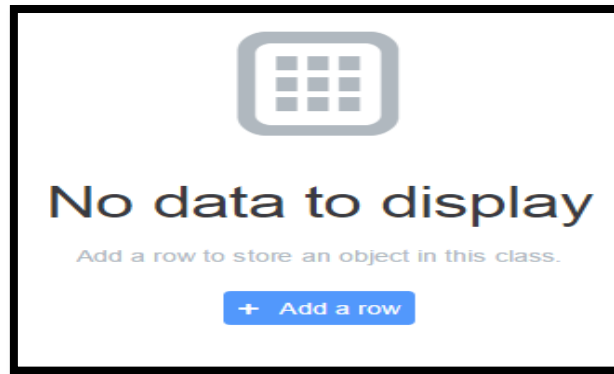 No data to display
Add a row to store an object in this class.
+ Add a row